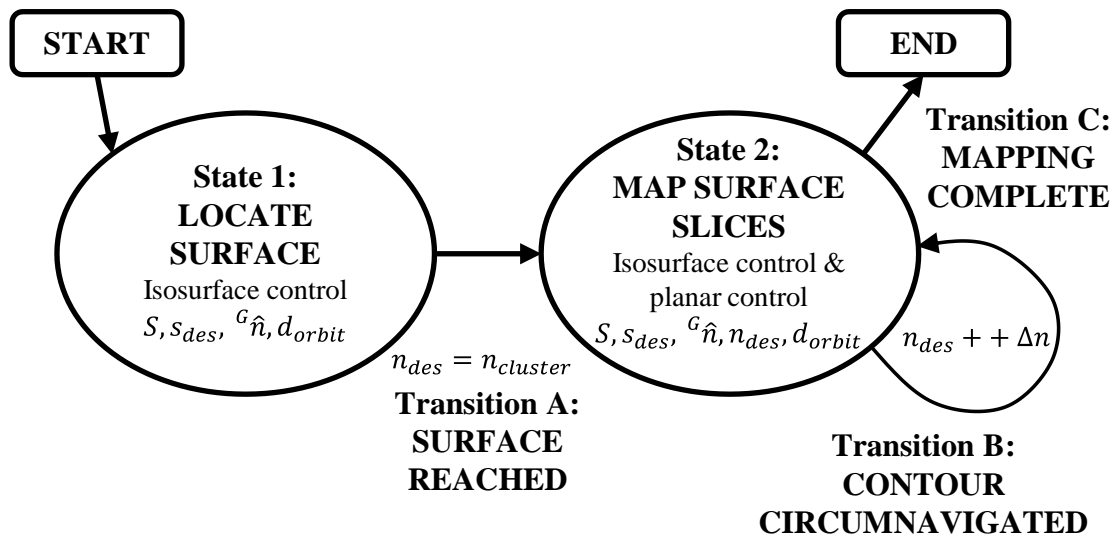 START
END
State 1:
LOCATE
SURFACE
Isosurface control
S, s_des, ^G n̂, d_orbit
n_des = n_cluster
Transition A:
SURFACE
REACHED
State 2:
MAP SURFACE
SLICES
Isosurface control &
planar control
S, s_des, ^G n̂, n_des, d_orbit
Transition C:
MAPPING
COMPLETE
n_des + + Δn
Transition B:
CONTOUR
CIRCUMNAVIGATED